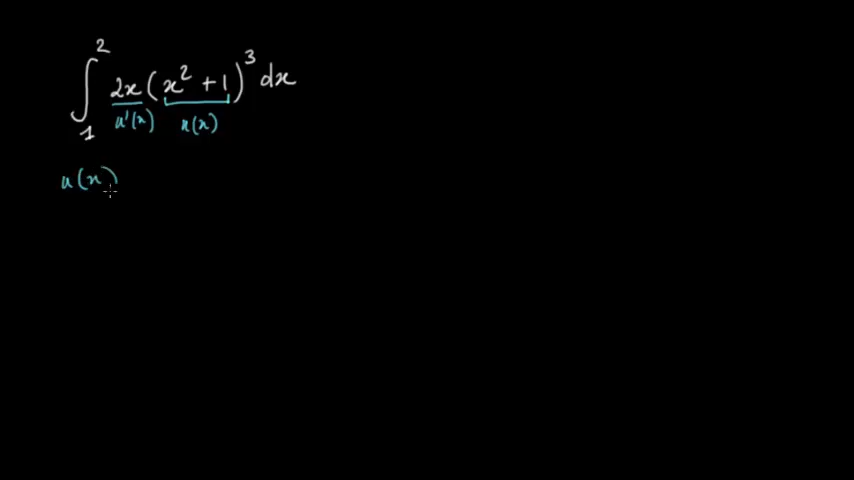 ∫₁² 2x(x² + 1)³ dx
u'(x) u(x)
u(x)